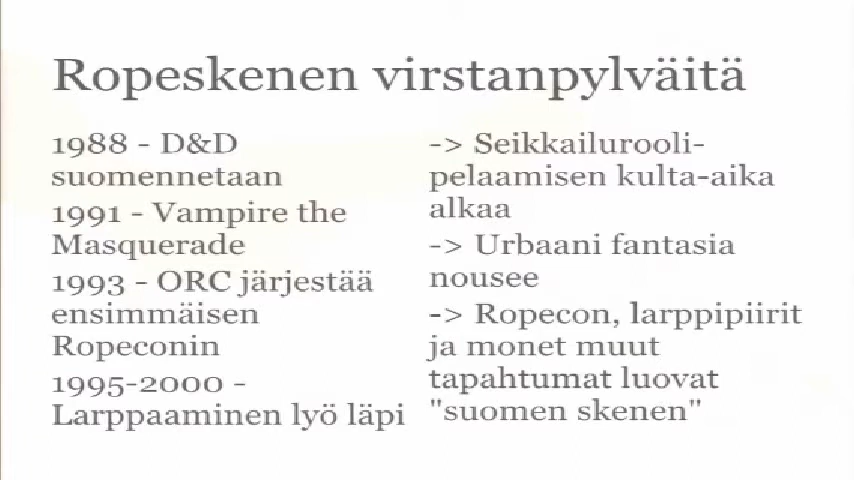 Ropeskenen virstanpylväitä
1988 - D&D
suomennetaan
1991 - Vampire the
Masquerade
1993 - ORC järjestää
ensimmäisen
Ropeconin
1995-2000 -
Larppaaminen lyö läpi
-> Seikkailurooli-
pelaamisen kulta-aika
alkaa
-> Urbaani fantasia
nousee
-> Ropecon, larppipiirit
ja monet muut
tapahtumat luovat
"suomen skenen"